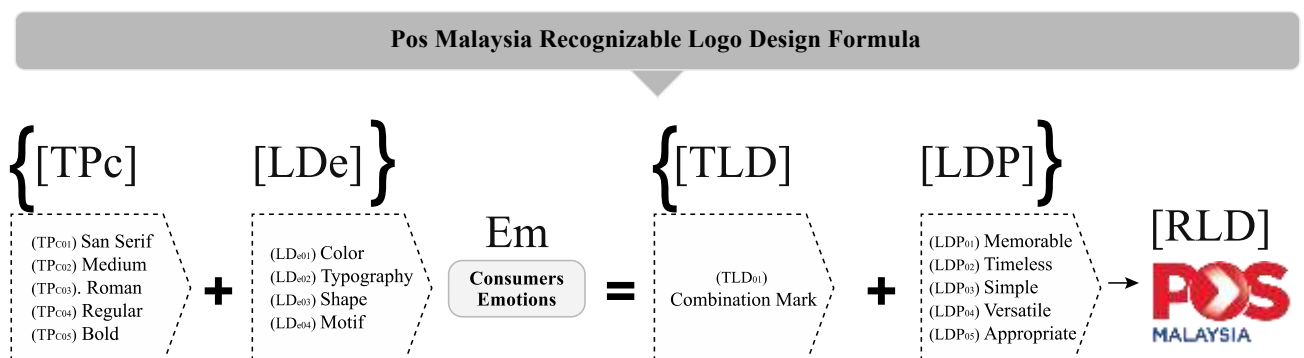 Pos Malaysia Recognizable Logo Design Formula
{[TPc]
(TPC01) San Serif
(TPC02) Medium
(TPC03). Roman
(TPC04) Regular
(TPC05) Bold
+
[LDe]}
(LDe01) Color
(LDe02) Typography
(LDe03) Shape
(LDe04) Motif
Em
Consumers
Emotions
=
{[TLD]
(TLD01)
Combination Mark
+
[LDP]}
(LDP01) Memorable
(LDP02) Timeless
(LDP03) Simple
(LDP04) Versatile
(LDP05) Appropriate
[RLD]
POS
MALAYSIA